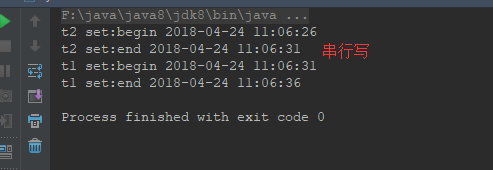 F:\java\java8\jdk8\bin\java ...
t2 set:begin 2018-04-24 11:06:26
t2 set:end 2018-04-24 11:06:31 串行写
t1 set:begin 2018-04-24 11:06:31
t1 set:end 2018-04-24 11:06:36
Process finished with exit code 0